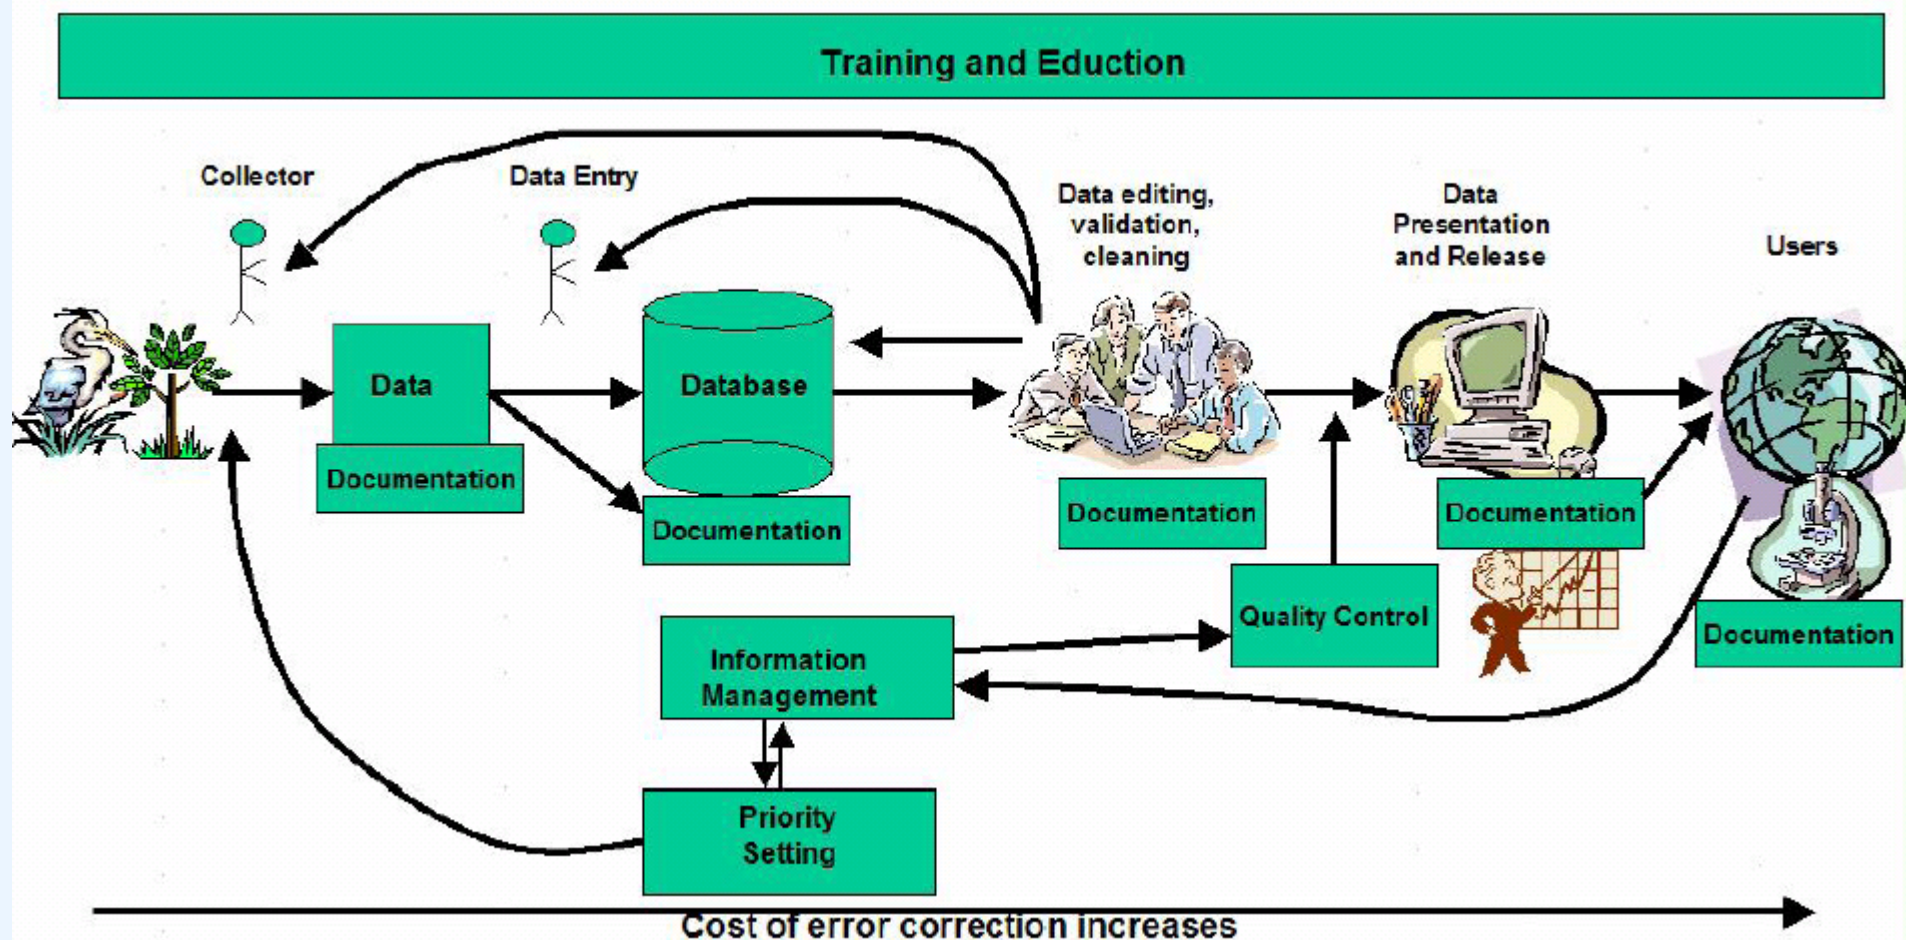 Training and Eduction
Collector
Data Entry
Data editing,
validation,
cleaning
Data
Presentation
and Release
Users
Data
Database
Documentation
Documentation
Documentation
Documentation
Quality Control
Documentation
Information
Management
Priority
Setting
Cost of error correction increases